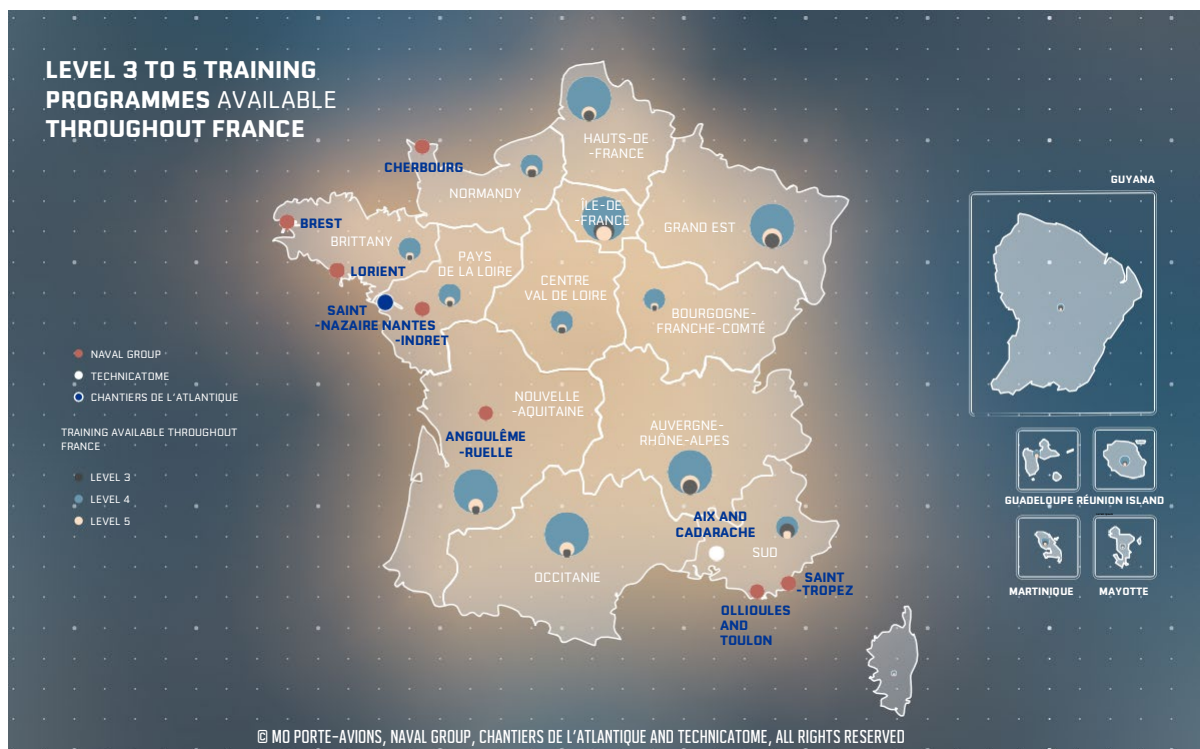 LEVEL 3 TO 5 TRAINING
PROGRAMMES AVAILABLE
THROUGHOUT FRANCE
HAUTS-DE
-FRANCE
CHERBOURG
NORMANDY
ÎLE-DE
-FRANCE
GRAND EST
BREST
BRITTANY
LORIENT
PAYS
DE LA LOIRE
CENTRE
VAL DE LOIRE
SAINT
-NAZAIRE
NANTES
-INDRET
BOURGOGNE-
FRANCHE-COMTÉ
NAVAL GROUP
TECHNICATOME
CHANTIERS DE L'ATLANTIQUE
TRAINING AVAILABLE THROUGHOUT
FRANCE
LEVEL 3
LEVEL 4
LEVEL 5
NOUVELLE
-AQUITAINE
ANGOULÊME
-RUELLE
AUVERGNE-
RHÔNE-ALPES
AIX AND
CADARACHE
SUD
OCCITANIE
SAINT
-TROPEZ
OLLIOULES
AND
TOULON
GUYANA
GUADELOUPE
RÉUNION ISLAND
MARTINIQUE
MAYOTTE
© MO PORTE-AVIONS, NAVAL GROUP, CHANTIERS DE L'ATLANTIQUE AND TECHNICATOME, ALL RIGHTS RESERVED